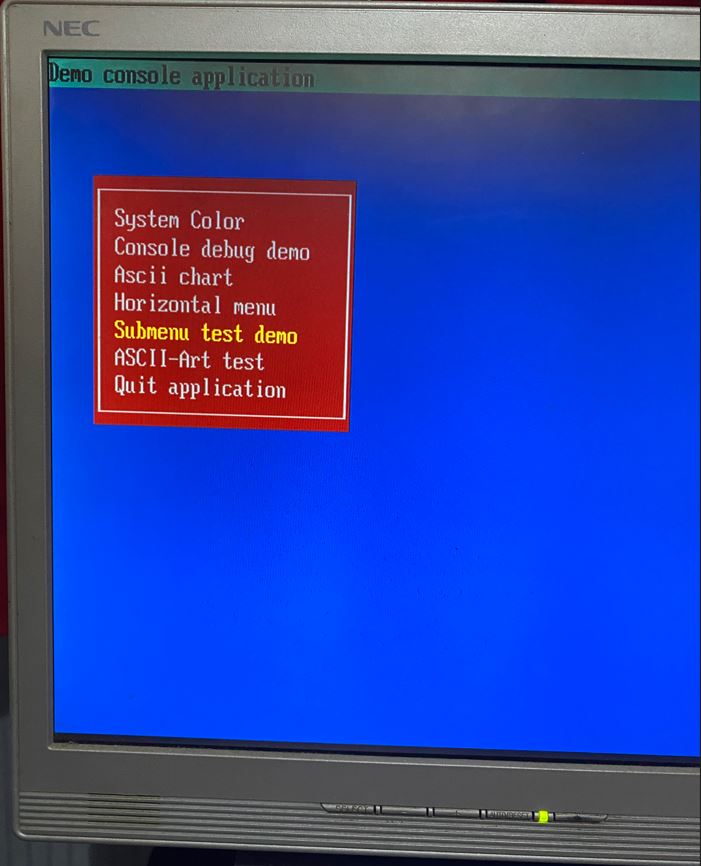 NEC
Demo console application
System Color
Console debug demo
Ascii chart
Horizontal menu
Submenu test demo
ASCII-Art test
Quit application
SELECT